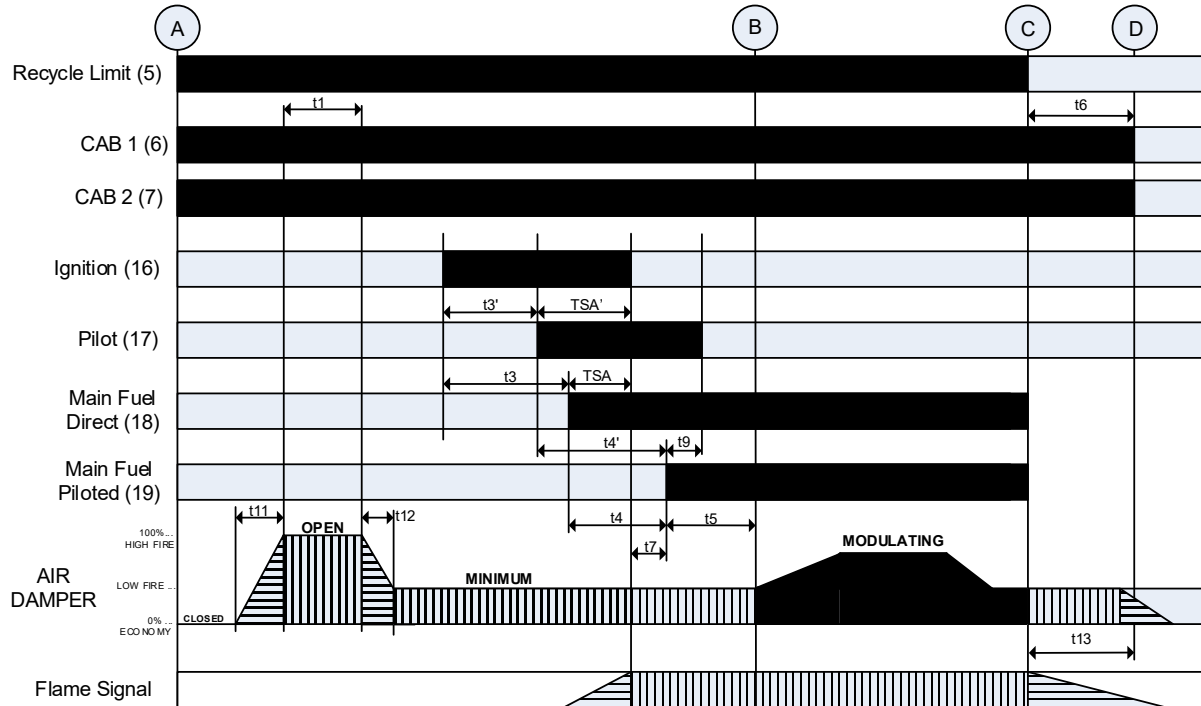 A
B
C
D
Recycle Limit (5)
t1
t6
CAB 1 (6)
CAB 2 (7)
Ignition (16)
t3'
TSA’
Pilot (17)
t3
TSA
Main Fuel
Direct (18)
t4'
t9
Main Fuel
Piloted (19)
t11
t12
t4
t5
100%...
HIGH FIRE
OPEN
t7
MODULATING
AIR
DAMPER
LOW FIRE ...
MINIMUM
0% ...
ECONOMY
CLOSED
t13
Flame Signal